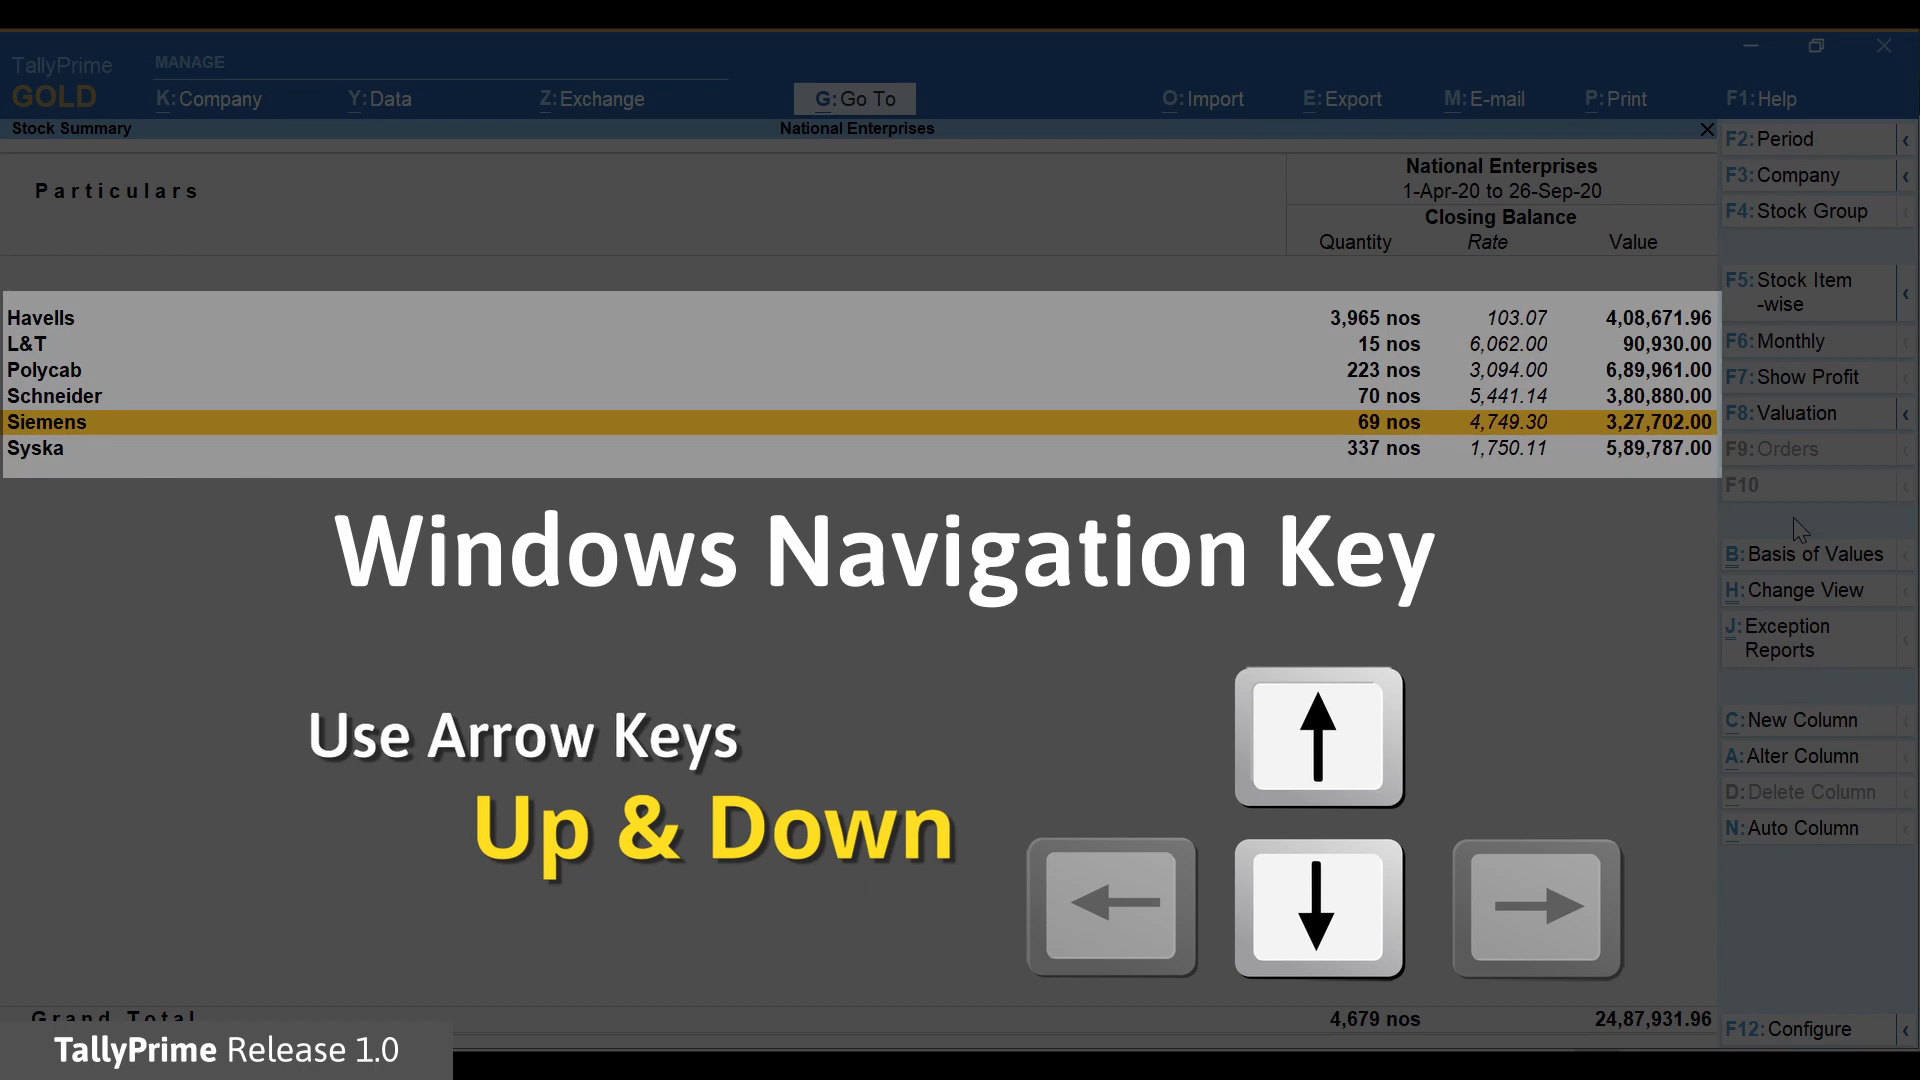 TallyPrime
GOLD
MANAGE
K: Company
Y: Data
Z: Exchange
G: Go To
O: Import
E: Export
M: E-mail
P: Print
F1: Help
Stock Summary
National Enterprises
Particulars
National Enterprises
1-Apr-20 to 26-Sep-20
Closing Balance
Quantity Rate Value
Havells 3,965 nos 103.07 4,08,671.96
L&T 15 nos 6,062.00 90,930.00
Polycab 223 nos 3,094.00 6,89,961.00
Schneider 70 nos 5,441.14 3,80,880.00
Siemens 69 nos 4,749.30 3,27,702.00
Syska 337 nos 1,750.11 5,89,787.00
Windows Navigation Key
Use Arrow Keys
Up & Down
Grand Total 4,679 nos 24,87,931.96
TallyPrime Release 1.0
F2: Period
F3: Company
F4: Stock Group
F5: Stock Item
-wise
F6: Monthly
F7: Show Profit
F8: Valuation
F9: Orders
F10
B: Basis of Values
H: Change View
J: Exception
Reports
C: New Column
A: Alter Column
D: Delete Column
N: Auto Column
F12: Configure